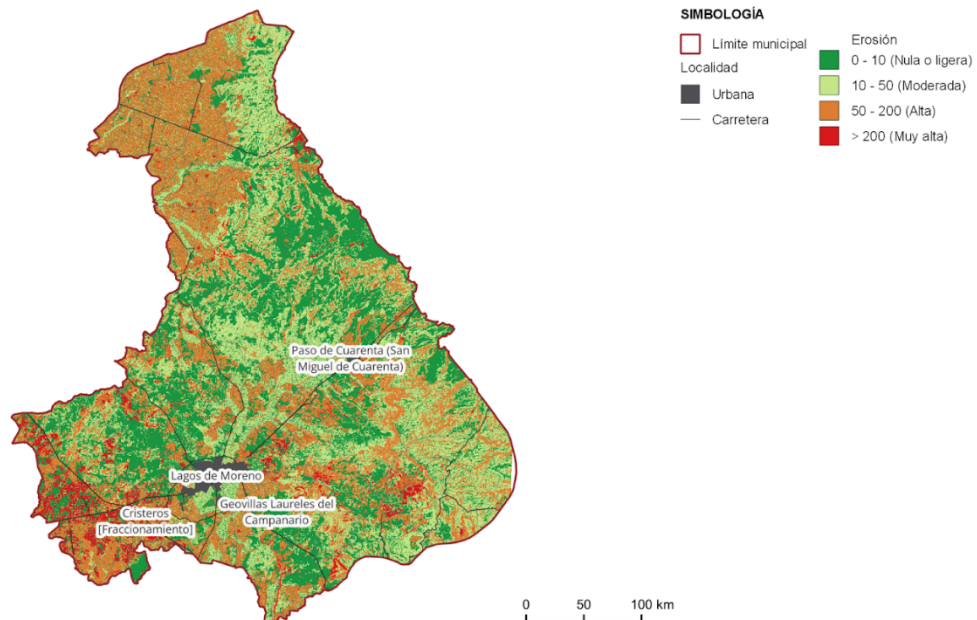 SIMBOLOGÍA
Límite municipal
Localidad
Urbana
Carretera
Erosión
0 - 10 (Nula o ligera)
10 - 50 (Moderada)
50 - 200 (Alta)
> 200 (Muy alta)
Paso de Cuarenta (San
Miguel de Cuarenta)
Lagos de Moreno
Geovillas Laureles del
Campanario
Cristeros
[Fraccionamiento]
0 50 100 km